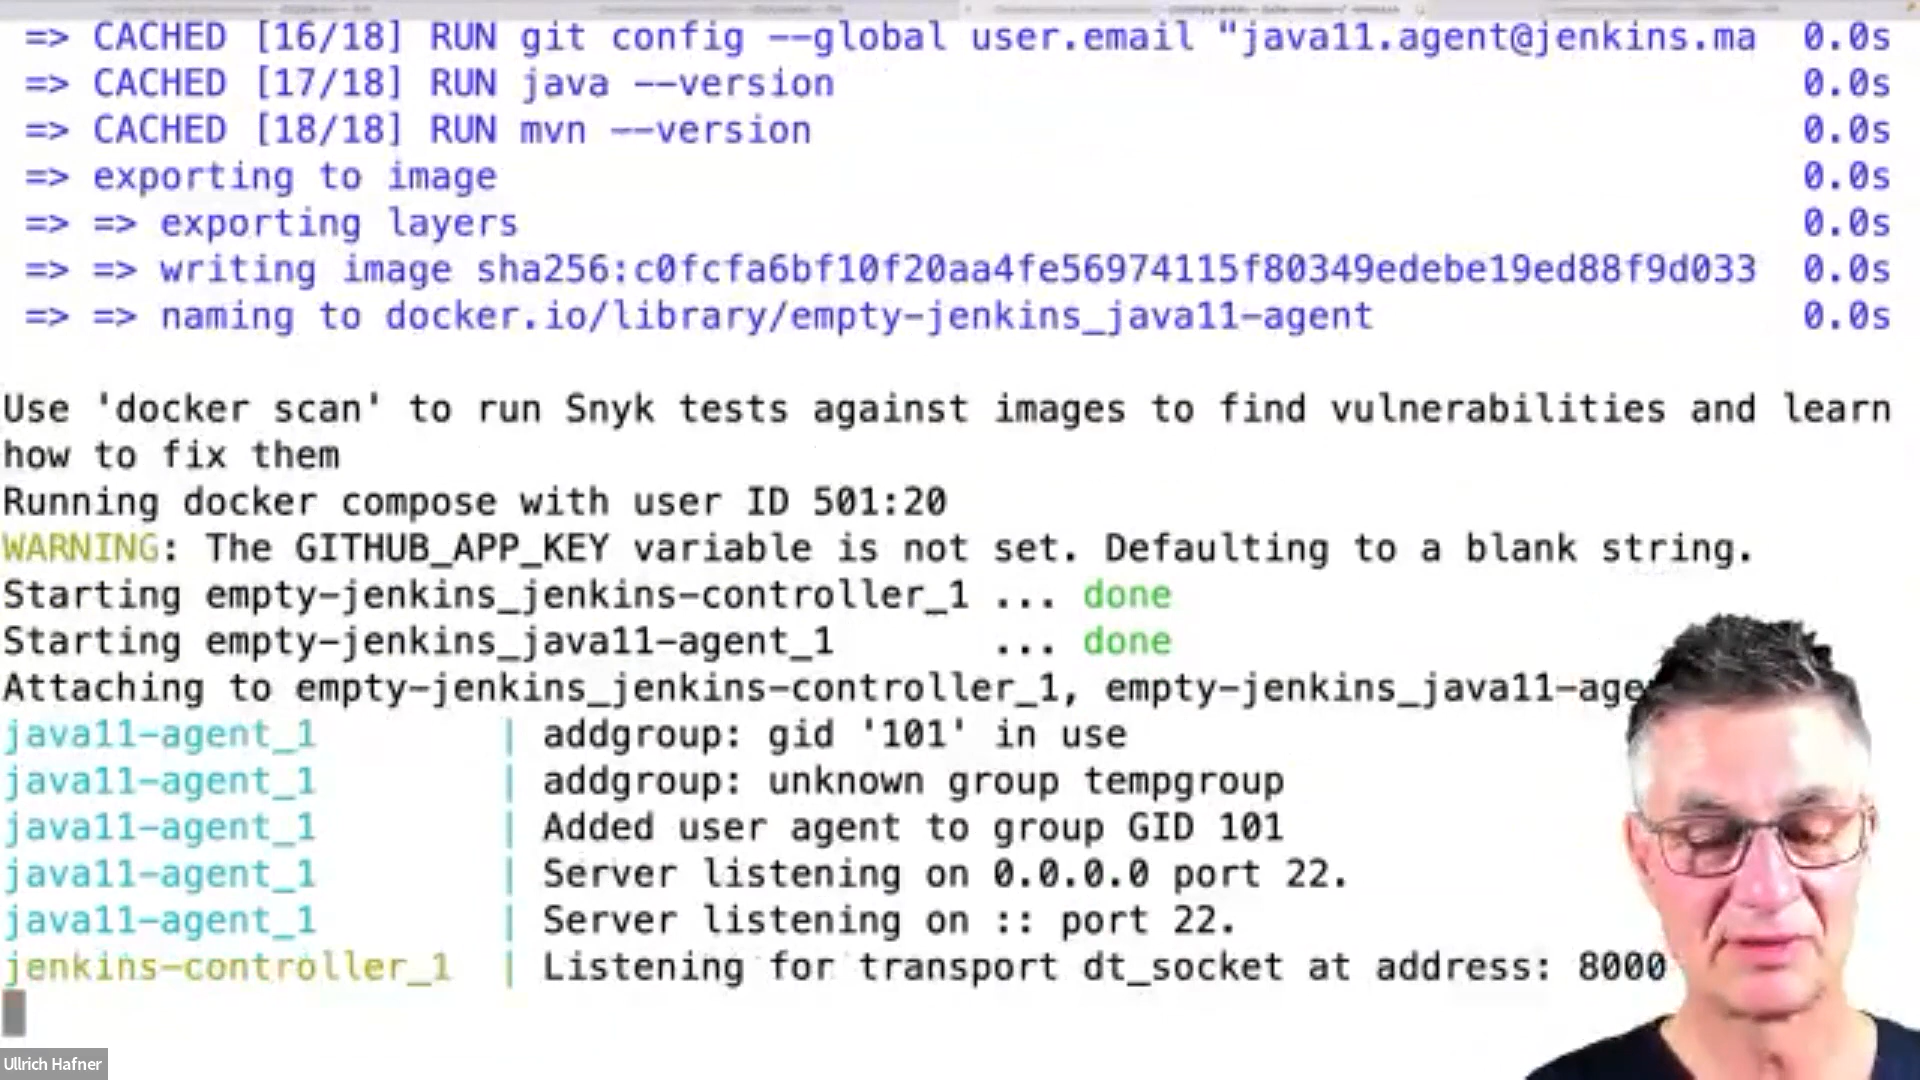 => CACHED [16/18] RUN git config --global user.email "java11.agent@jenkins.ma 0.0s
=> CACHED [17/18] RUN java --version 0.0s
=> CACHED [18/18] RUN mvn --version 0.0s
=> exporting to image 0.0s
=> => exporting layers 0.0s
=> => writing image sha256:c0fcfa6bf10f20aa4fe56974115f80349edebe19ed88f9d033 0.0s
=> => naming to docker.io/library/empty-jenkins_java11-agent 0.0s
Use 'docker scan' to run Snyk tests against images to find vulnerabilities and learn
how to fix them
Running docker compose with user ID 501:20
WARNING: The GITHUB_APP_KEY variable is not set. Defaulting to a blank string.
Starting empty-jenkins_jenkins-controller_1 ... done
Starting empty-jenkins_java11-agent_1 ... done
Attaching to empty-jenkins_jenkins-controller_1, empty-jenkins_java11-age
java11-agent_1 | addgroup: gid '101' in use
java11-agent_1 | addgroup: unknown group tempgroup
java11-agent_1 | Added user agent to group GID 101
java11-agent_1 | Server listening on 0.0.0.0 port 22.
java11-agent_1 | Server listening on :: port 22.
jenkins-controller_1 | Listening for transport dt_socket at address: 8000
Ullrich Hafner